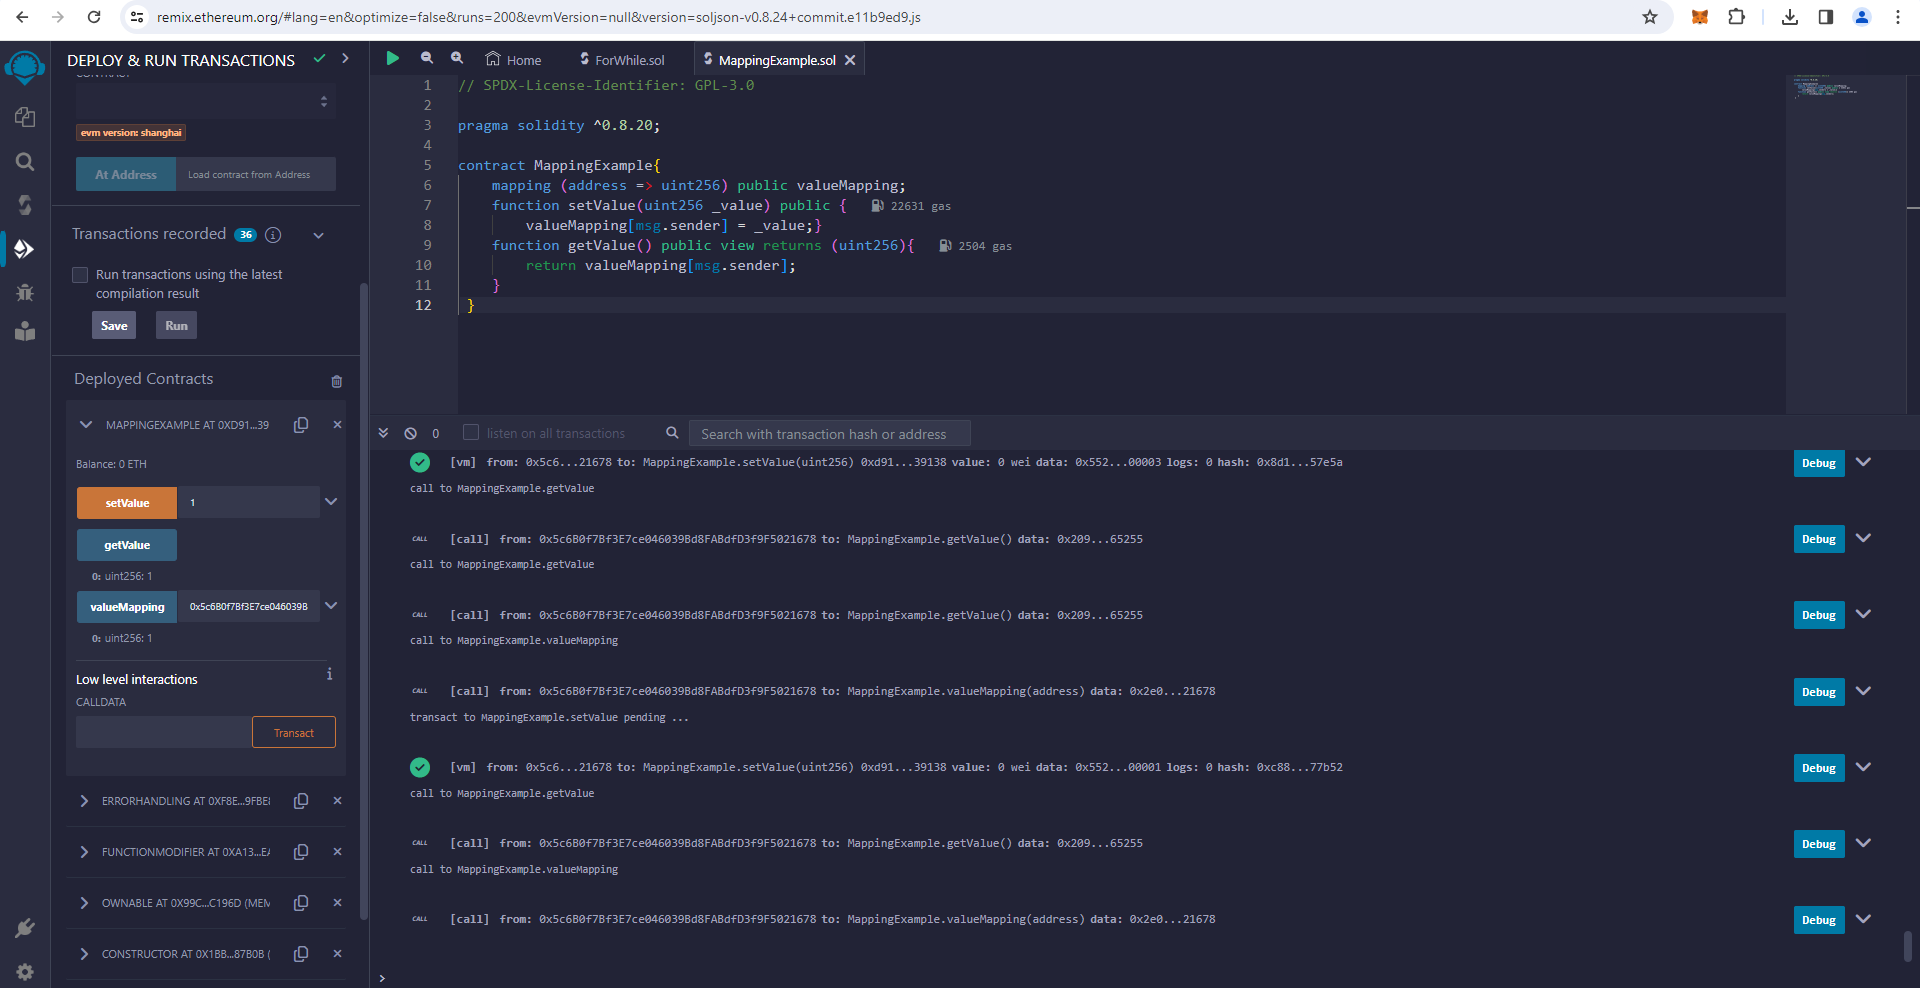 remix.ethereum.org/#lang=en&optimize=false&runs=200&evmVersion=null&version=soljson-v0.8.24+commit.e11b9ed9.js
DEPLOY & RUN TRANSACTIONS
CONTRACT
evm version: shanghai
At Address
Load contract from Address
Transactions recorded 36 i
Run transactions using the latest
compilation result
Save
Run
Deployed Contracts
MAPPINGEXAMPLE AT 0XD91...39
Balance: 0 ETH
setValue
1
getValue
0: uint256: 1
valueMapping
0x5c6B0f7Bf3E7ce046039B
0: uint256: 1
Low level interactions
i
CALLDATA
Transact
ERRORHANDLING AT 0XF8E...9FBE
FUNCTIONMODIFIER AT 0XA13...EA
OWNABLE AT 0X99C...C196D (MEM
CONSTRUCTOR AT 0X1BB...87B0B (
Home
ForWhile.sol
MappingExample.sol
1 // SPDX-License-Identifier: GPL-3.0
2
3 pragma solidity ^0.8.20;
4
5 contract MappingExample{
6 mapping (address => uint256) public valueMapping;
7 function setValue(uint256 _value) public { 22631 gas
8 valueMapping[msg.sender] = _value;}
9 function getValue() public view returns (uint256){ 2504 gas
10 return valueMapping[msg.sender];
11 }
12 }
0
listen on all transactions
Search with transaction hash or address
[vm] from: 0x5c6...21678 to: MappingExample.setValue(uint256) 0xd91...39138 value: 0 wei data: 0x552...00003 logs: 0 hash: 0x8d1...57e5a
Debug
call to MappingExample.getValue
CALL [call] from: 0x5c6B0f7Bf3E7ce046039Bd8FABdfD3f9F5021678 to: MappingExample.getValue() data: 0x209...65255
Debug
call to MappingExample.getValue
CALL [call] from: 0x5c6B0f7Bf3E7ce046039Bd8FABdfD3f9F5021678 to: MappingExample.getValue() data: 0x209...65255
Debug
call to MappingExample.valueMapping
CALL [call] from: 0x5c6B0f7Bf3E7ce046039Bd8FABdfD3f9F5021678 to: MappingExample.valueMapping(address) data: 0x2e0...21678
Debug
transact to MappingExample.setValue pending ...
[vm] from: 0x5c6...21678 to: MappingExample.setValue(uint256) 0xd91...39138 value: 0 wei data: 0x552...00001 logs: 0 hash: 0xc88...77b52
Debug
call to MappingExample.getValue
CALL [call] from: 0x5c6B0f7Bf3E7ce046039Bd8FABdfD3f9F5021678 to: MappingExample.getValue() data: 0x209...65255
Debug
call to MappingExample.valueMapping
CALL [call] from: 0x5c6B0f7Bf3E7ce046039Bd8FABdfD3f9F5021678 to: MappingExample.valueMapping(address) data: 0x2e0...21678
Debug
>